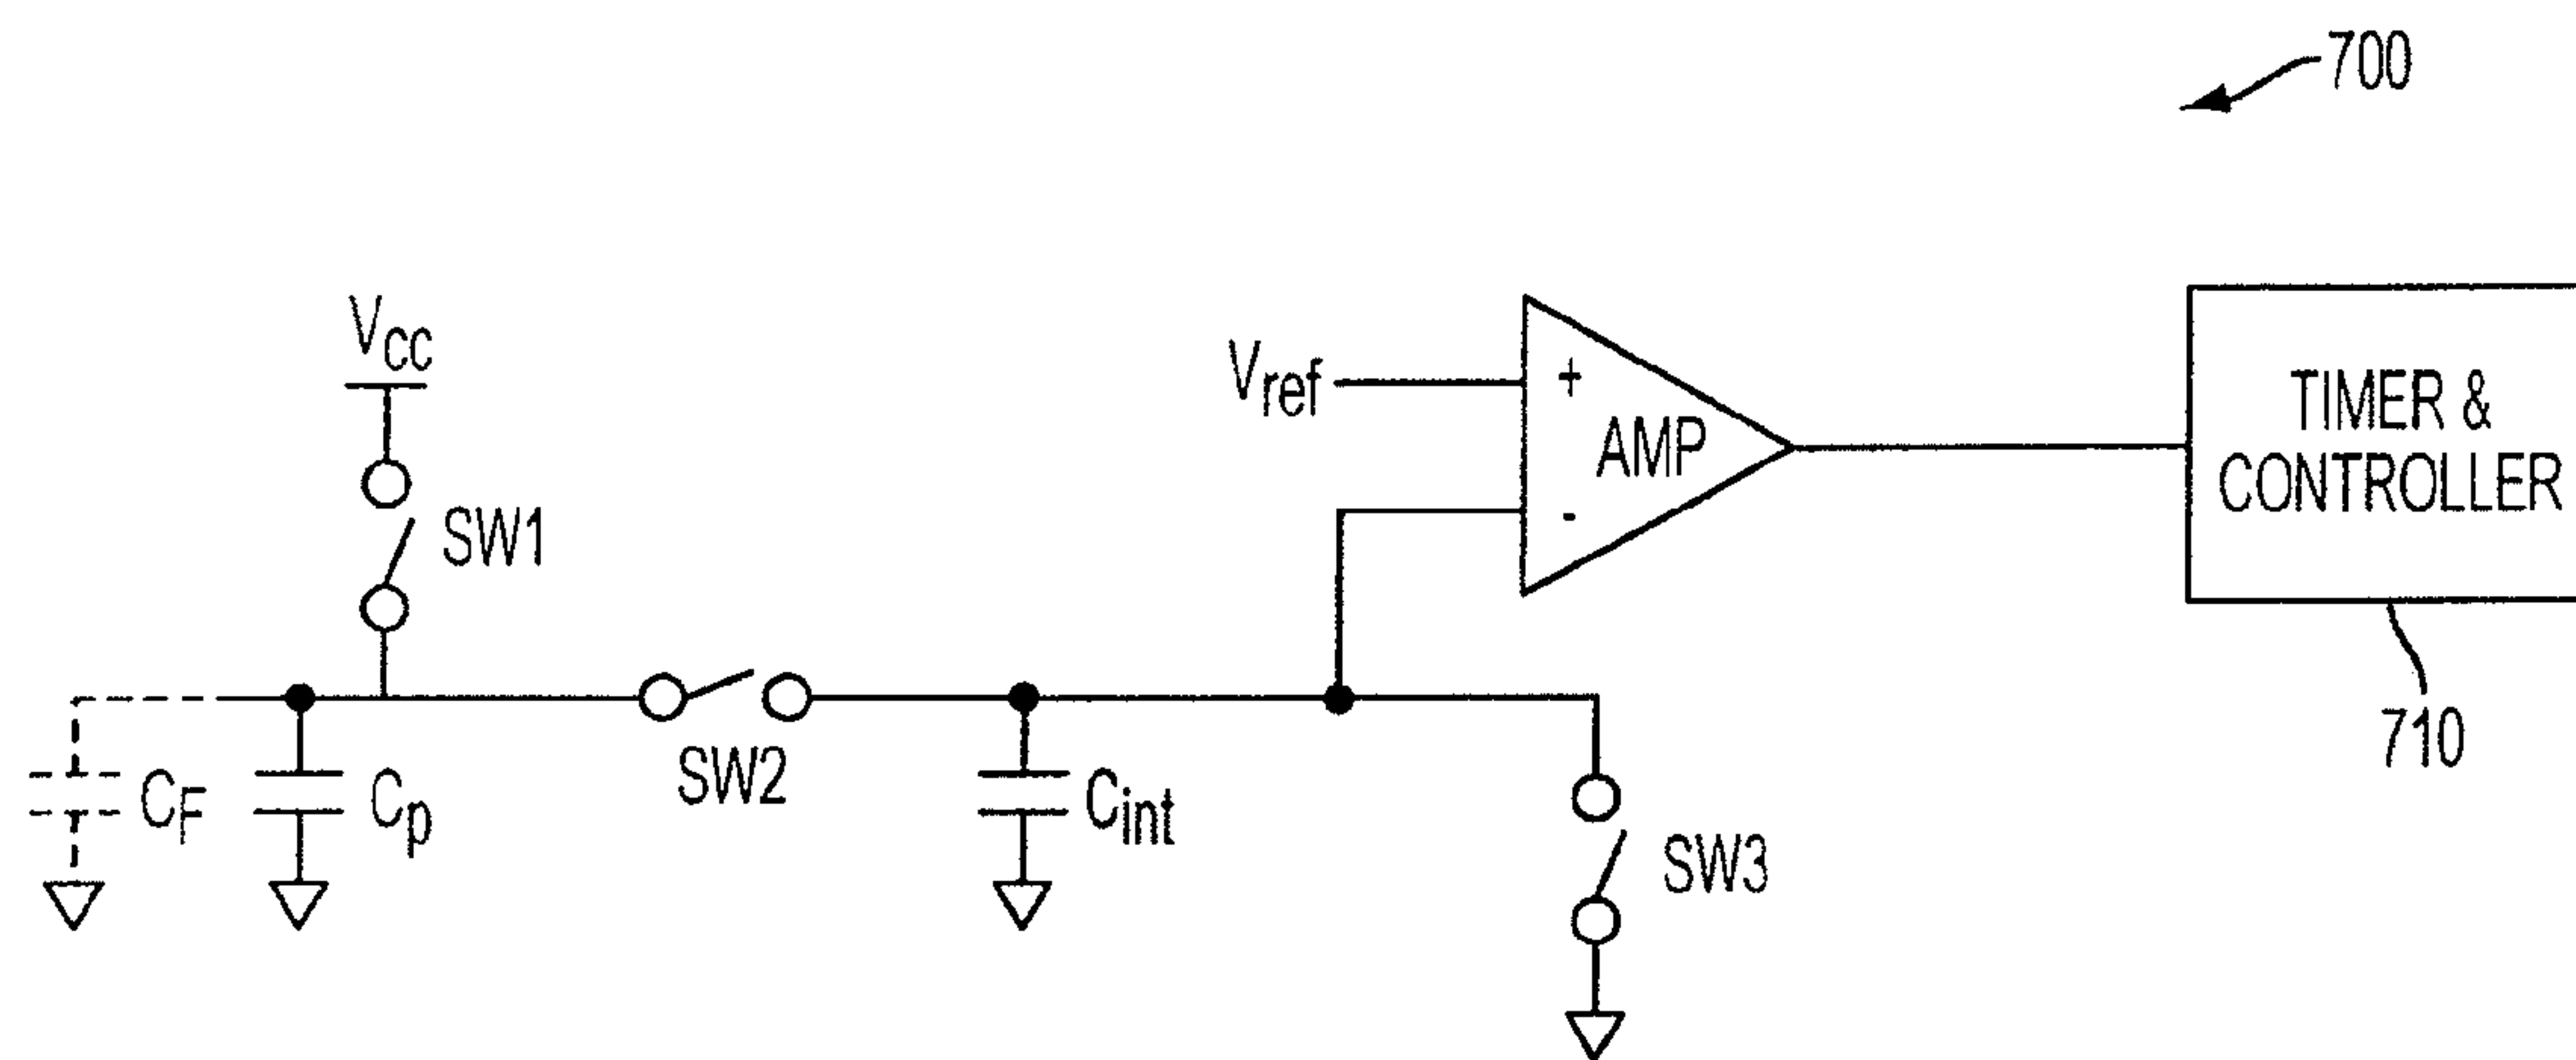 700
Vcc
SW1
Vref
+
AMP
-
TIMER &
CONTROLLER
710
CF
Cp
SW2
Cint
SW3